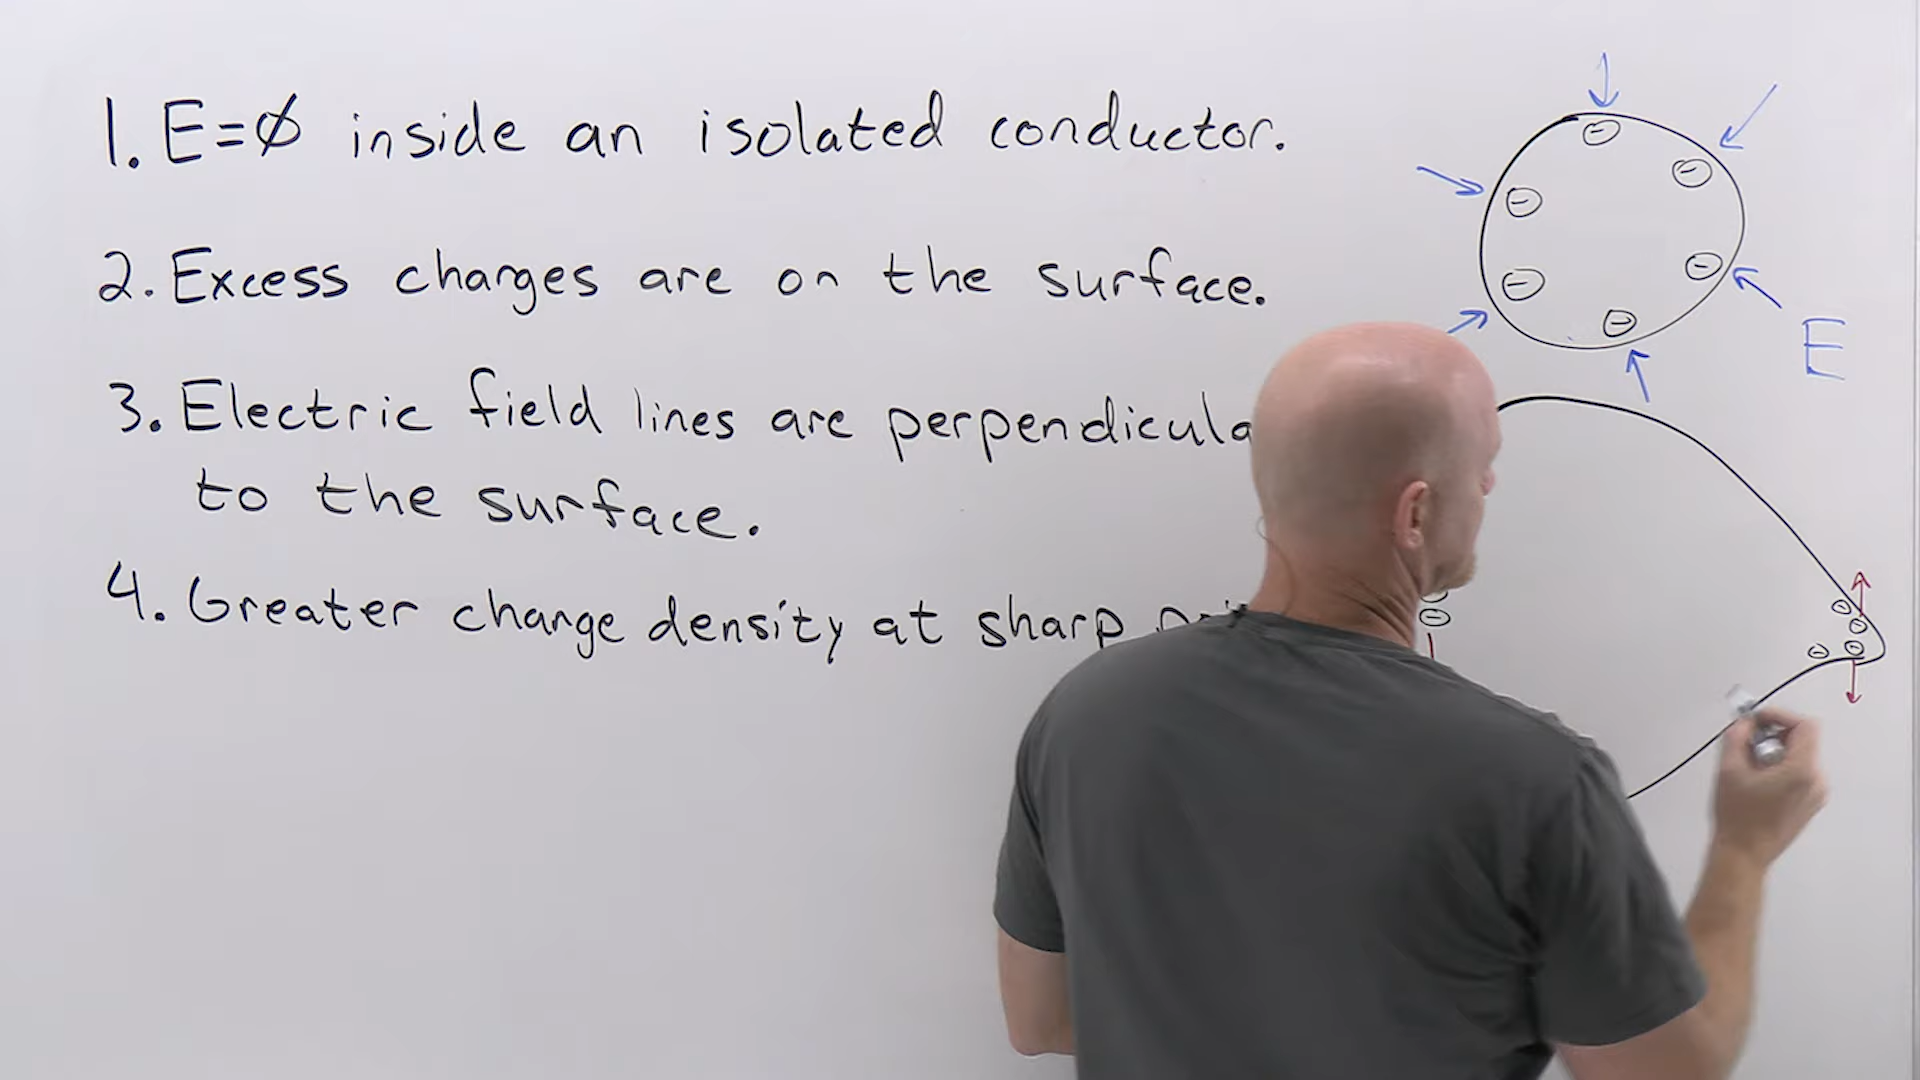 1. E=∅ inside an isolated conductor.
2. Excess charges are on the surface.
3. Electric field lines are perpendicula
to the surface.
4. Greater change density at sharp
E